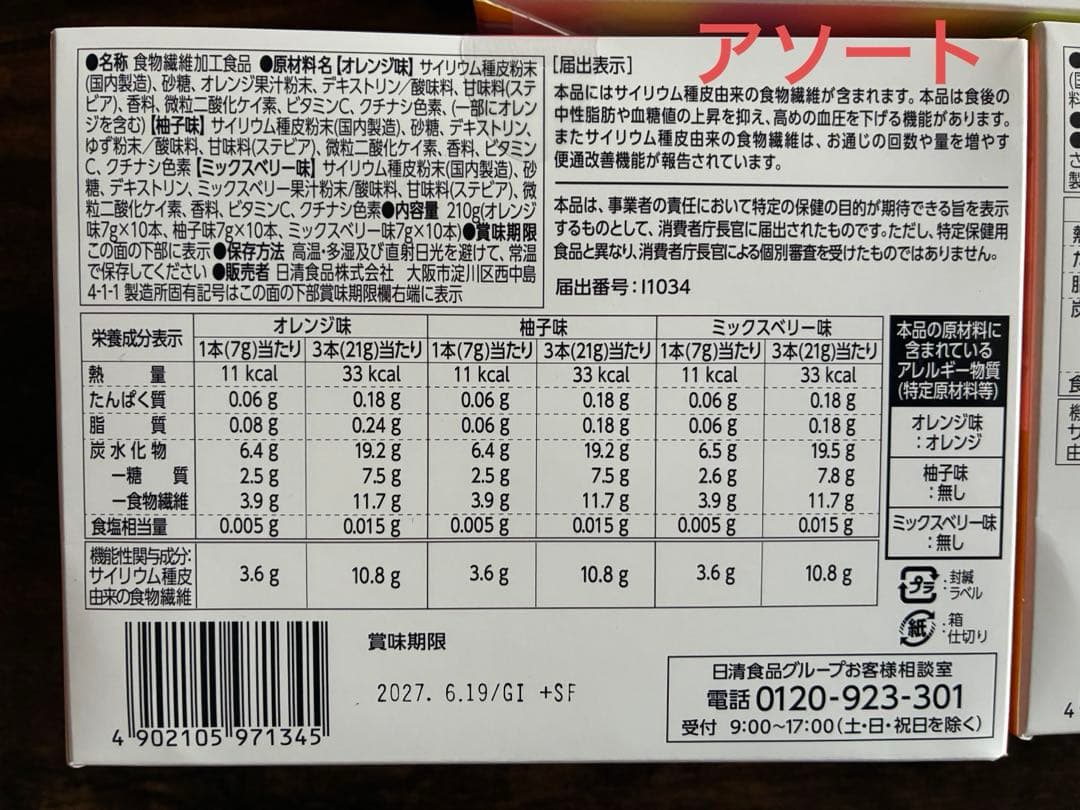 アソート
●名称 食物繊維加工食品 ●原材料名【オレンジ味】サイリウム種皮粉末
(国内製造)、砂糖、オレンジ果汁粉末、デキストリン/酸味料、甘味料(ステ
ビア)、香料、微粒二酸化ケイ素、ビタミンC、クチナシ色素、(一部にオレン
ジを含む)【柚子味】サイリウム種皮粉末(国内製造)、砂糖、デキストリン、
ゆず粉末/酸味料、甘味料(ステビア)、微粒二酸化ケイ素、香料、ビタミン
C、クチナシ色素【ミックスベリー味】サイリウム種皮粉末(国内製造)、砂
糖、デキストリン、ミックスベリー果汁粉末/酸味料、甘味料(ステビア)、微
粒二酸化ケイ素、香料、ビタミンC、クチナシ色素●内容量 210g(オレンジ
味7g×10本、柚子味7g×10本、ミックスベリー味7g×10本)●賞味期限
この面の下部に表示●保存方法 高温・多湿及び直射日光を避けて、常温
で保存してください●販売者 日清食品株式会社 大阪市淀川区西中島
4-1-1 製造所固有記号はこの面の下部賞味期限欄右端に表示
[届出表示]
本品にはサイリウム種皮由来の食物繊維が含まれます。本品は食後の
中性脂肪や血糖値の上昇を抑え、高めの血圧を下げる機能があります。
またサイリウム種皮由来の食物繊維は、お通じの回数や量を増やす
便通改善機能が報告されています。
本品は、事業者の責任において特定の保健の目的が期待できる旨を表示
するものとして、消費者庁長官に届出されたものです。ただし、特定保健用
食品と異なり、消費者庁長官による個別審査を受けたものではありません。
届出番号:I1034
栄養成分表示 オレンジ味 柚子味 ミックスベリー味
1本(7g)当たり 3本(21g)当たり 1本(7g)当たり 3本(21g)当たり 1本(7g)当たり 3本(21g)当たり
熱量 11 kcal 33 kcal 11 kcal 33 kcal 11 kcal 33 kcal
たんぱく質 0.06 g 0.18 g 0.06 g 0.18 g 0.06 g 0.18 g
脂質 0.08 g 0.24 g 0.06 g 0.18 g 0.06 g 0.18 g
炭水化物 6.4 g 19.2 g 6.4 g 19.2 g 6.5 g 19.5 g
−糖質 2.5 g 7.5 g 2.5 g 7.5 g 2.6 g 7.8 g
−食物繊維 3.9 g 11.7 g 3.9 g 11.7 g 3.9 g 11.7 g
食塩相当量 0.005 g 0.015 g 0.005 g 0.015 g 0.005 g 0.015 g
機能性関与成分:
サイリウム種皮 3.6 g 10.8 g 3.6 g 10.8 g 3.6 g 10.8 g
由来の食物繊維
本品の原材料に
含まれている
アレルギー物質
(特定原材料等)
オレンジ味
:オレンジ
柚子味
:無し
ミックスベリー味
:無し
プラ :封緘
ラベル
紙 :箱
仕切り
賞味期限
2027. 6.19/GI +SF
4 902105 971345
日清食品グループお客様相談室
電話 0120-923-301
受付 9:00~17:00(土・日・祝日を除く)